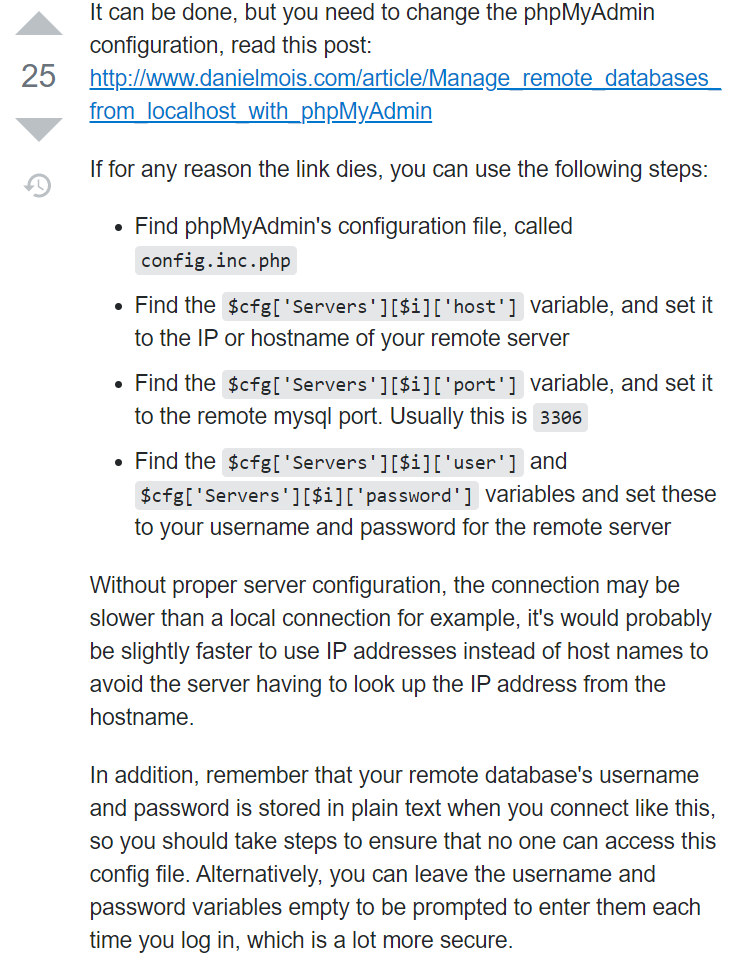 It can be done, but you need to change the phpMyAdmin
configuration, read this post:
25
http://www.danielmois.com/article/Manage_remote_databases_
from_localhost_with_phpMyAdmin
If for any reason the link dies, you can use the following steps:
• Find phpMyAdmin's configuration file, called
config.inc.php
• Find the $cfg['Servers'][$i]['host'] variable, and set it
to the IP or hostname of your remote server
• Find the $cfg['Servers'][$i]['port'] variable, and set it
to the remote mysql port. Usually this is 3306
• Find the $cfg['Servers'][$i]['user'] and
$cfg['Servers'][$i]['password'] variables and set these
to your username and password for the remote server
Without proper server configuration, the connection may be
slower than a local connection for example, it's would probably
be slightly faster to use IP addresses instead of host names to
avoid the server having to look up the IP address from the
hostname.
In addition, remember that your remote database's username
and password is stored in plain text when you connect like this,
so you should take steps to ensure that no one can access this
config file. Alternatively, you can leave the username and
password variables empty to be prompted to enter them each
time you log in, which is a lot more secure.